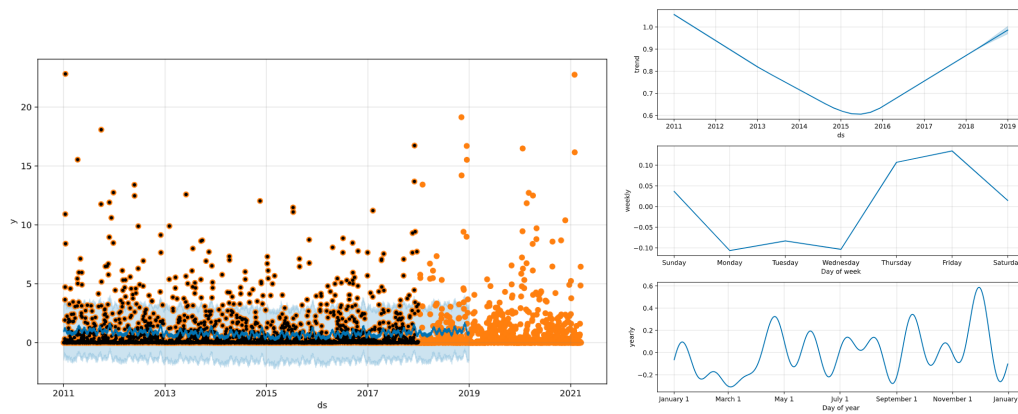 20
15
10
5
0
y
2011 2013 2015 2017 2019 2021
ds
1.0
0.9
0.8
0.7
0.6
trend
2011 2012 2013 2014 2015 2016 2017 2018 2019
ds
0.10
0.05
0.00
−0.05
−0.10
weekly
Sunday Monday Tuesday Wednesday Thursday Friday Saturda
Day of week
0.6
0.4
0.2
0.0
−0.2
yearly
January 1 March 1 May 1 July 1 September 1 November 1 January
Day of year